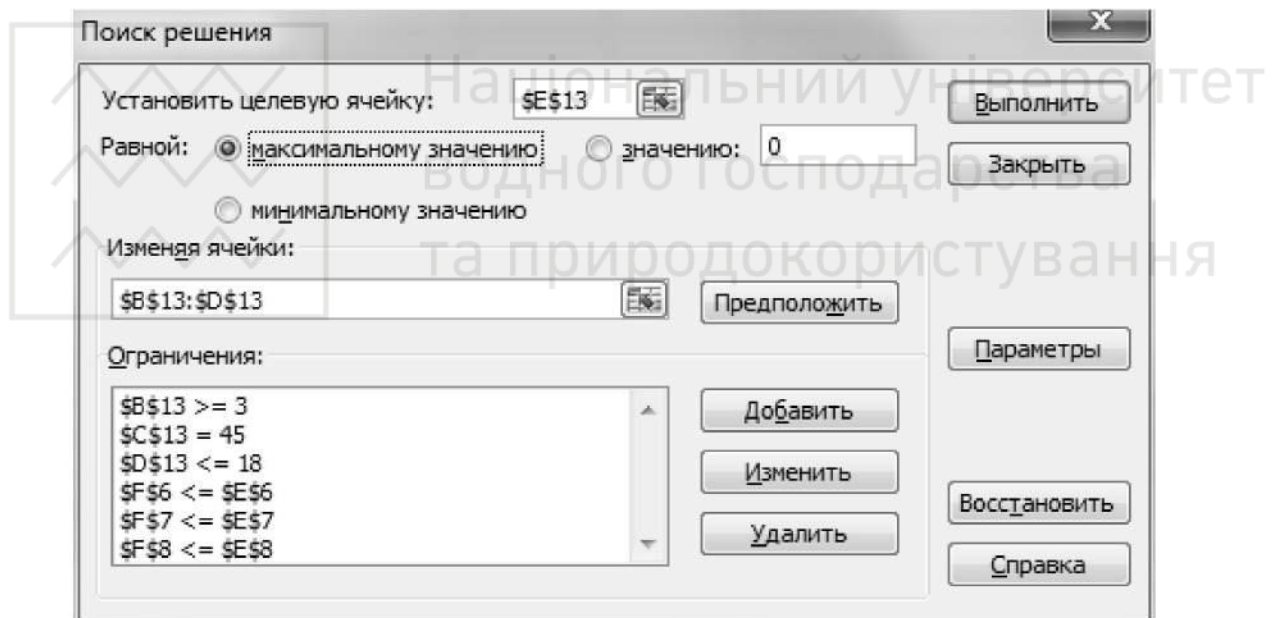 Поиск решения
Национальний університет
водного господарства
та природокористування
Установить целевую ячейку: $E$13
Выполнить
Равной: максимальному значению значению: 0
Закрыть
минимальному значению
Изменяя ячейки:
$B$13:$D$13
Предположить
Ограничения:
Параметры
$B$13 >= 3
$C$13 = 45
$D$13 <= 18
$F$6 <= $E$6
$F$7 <= $E$7
$F$8 <= $E$8
Добавить
Изменить
Удалить
Восстановить
Справка